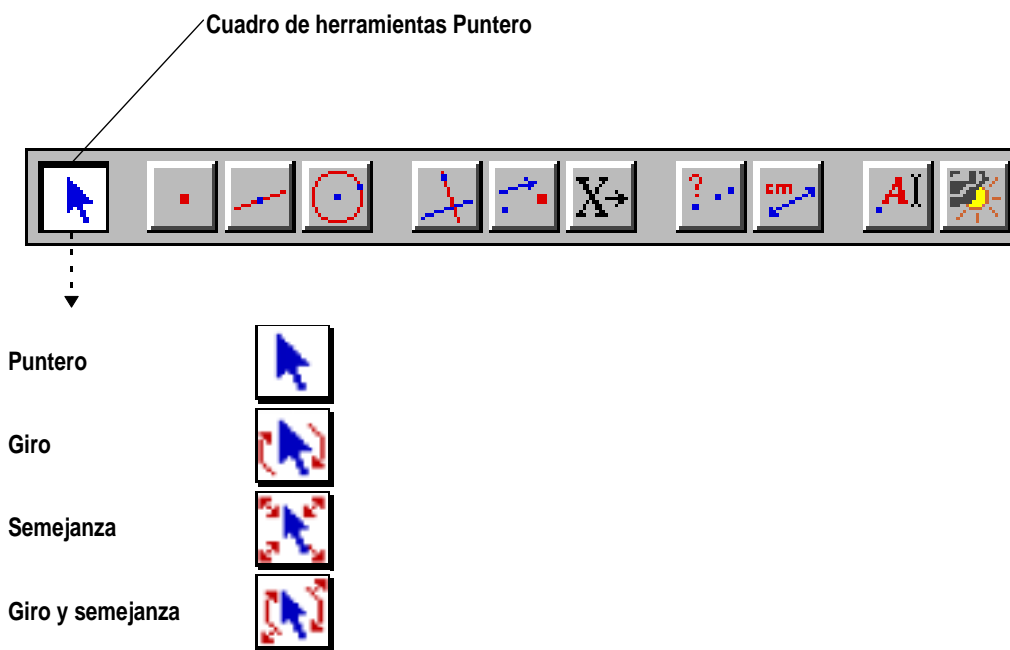 Cuadro de herramientas Puntero
X
? cm A
Puntero
Giro
Semejanza
Giro y semejanza